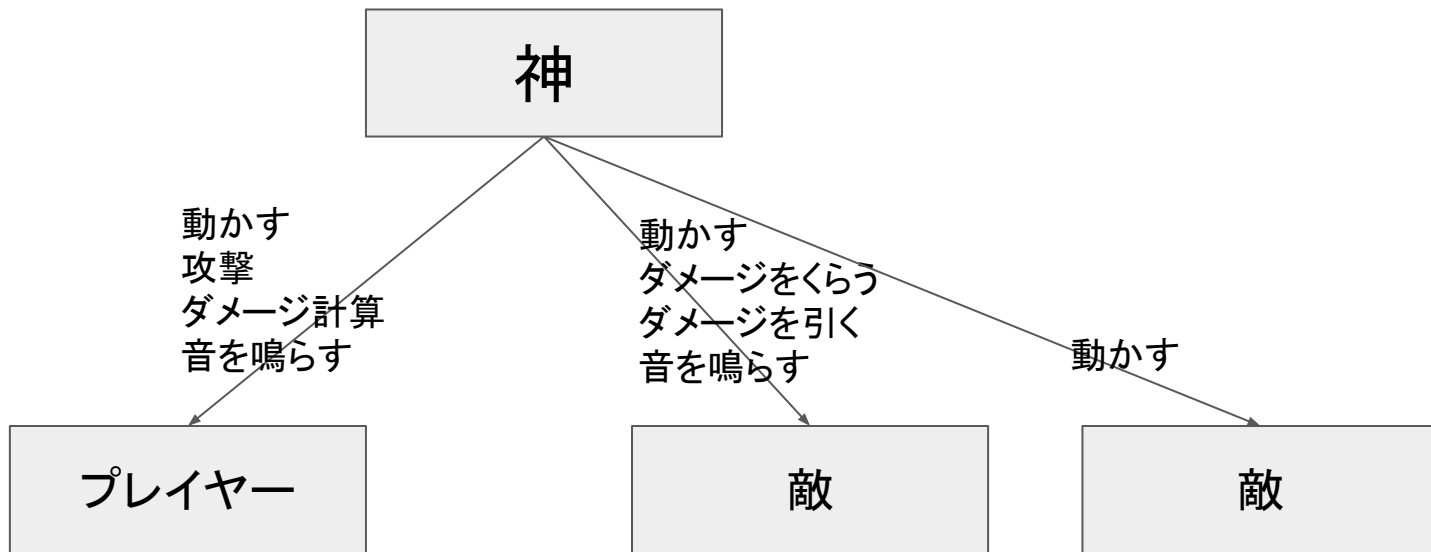 神
動かす
攻撃
ダメージ計算
音を鳴らす
動かす
ダメージをくらう
ダメージを引く
音を鳴らす
動かす
プレイヤー
敵
敵